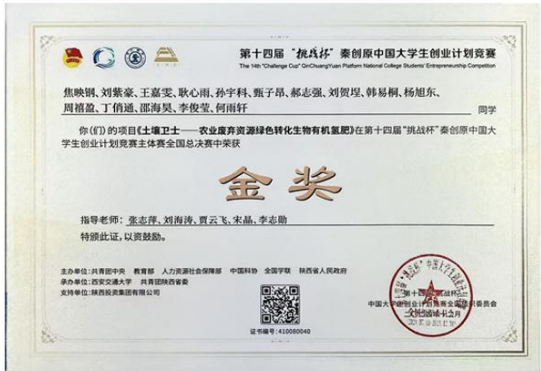 第十四届“挑战杯”秦创原中国大学生创业计划竞赛
The 14th "Challenge Cup" QinChuangYuan Platform National College Students' Entrepreneurship Competition
焦映钢、刘紫豪、王嘉雯、耿心雨、孙宇科、甄子昂、郝志强、刘贺埕、韩易桐、杨旭东、
周禧盈、丁俏通、邵海昊、李俊莹、何雨轩
同学
你(们)的项目《土壤卫士——农业废弃资源绿色转化生物有机氢肥》在第十四届“挑战杯”秦创原中国大
学生创业计划竞赛主体赛全国总决赛中荣获
金奖
指导老师：张志萍、刘海涛、贾云飞、宋晶、李志勋
特颁此证，以资鼓励。
主办单位：共青团中央 教育部 人力资源社会保障部 中国科协 全国学联 陕西省人民政府
承办单位：西安交通大学 共青团陕西省委
支持单位：陕西投资集团有限公司
证书编号：410080040
第十四届“挑战杯”
中国大学生创业计划竞赛全国组织委员会